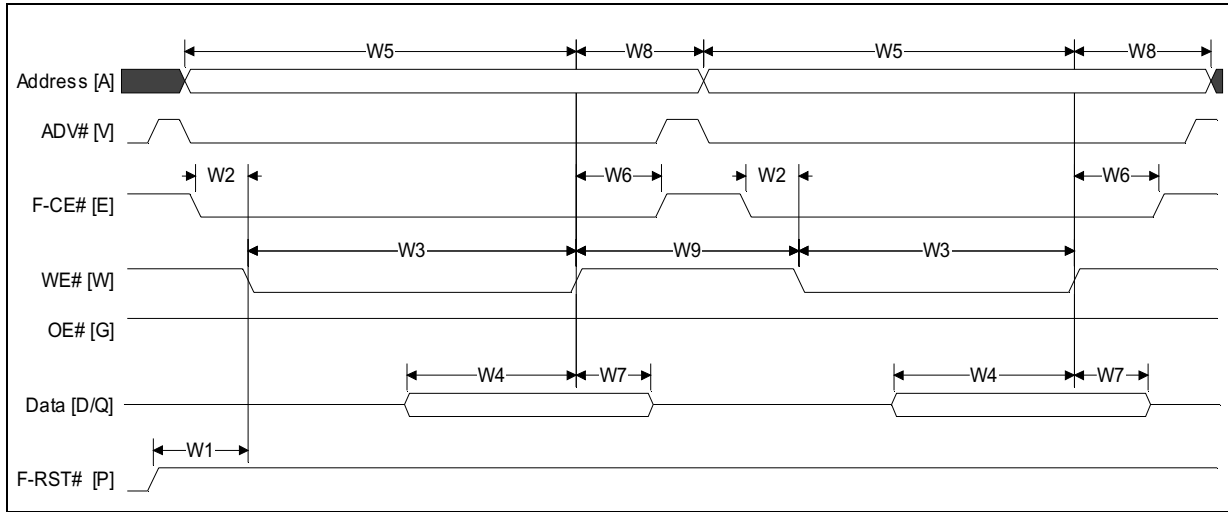 W5 W8 W5 W8
Address [A]
ADV# [V]
W2 W6 W2 W6
F-CE# [E]
W3 W9 W3
WE# [W]
OE# [G]
W4 W7 W4 W7
Data [D/Q]
W1
F-RST# [P]